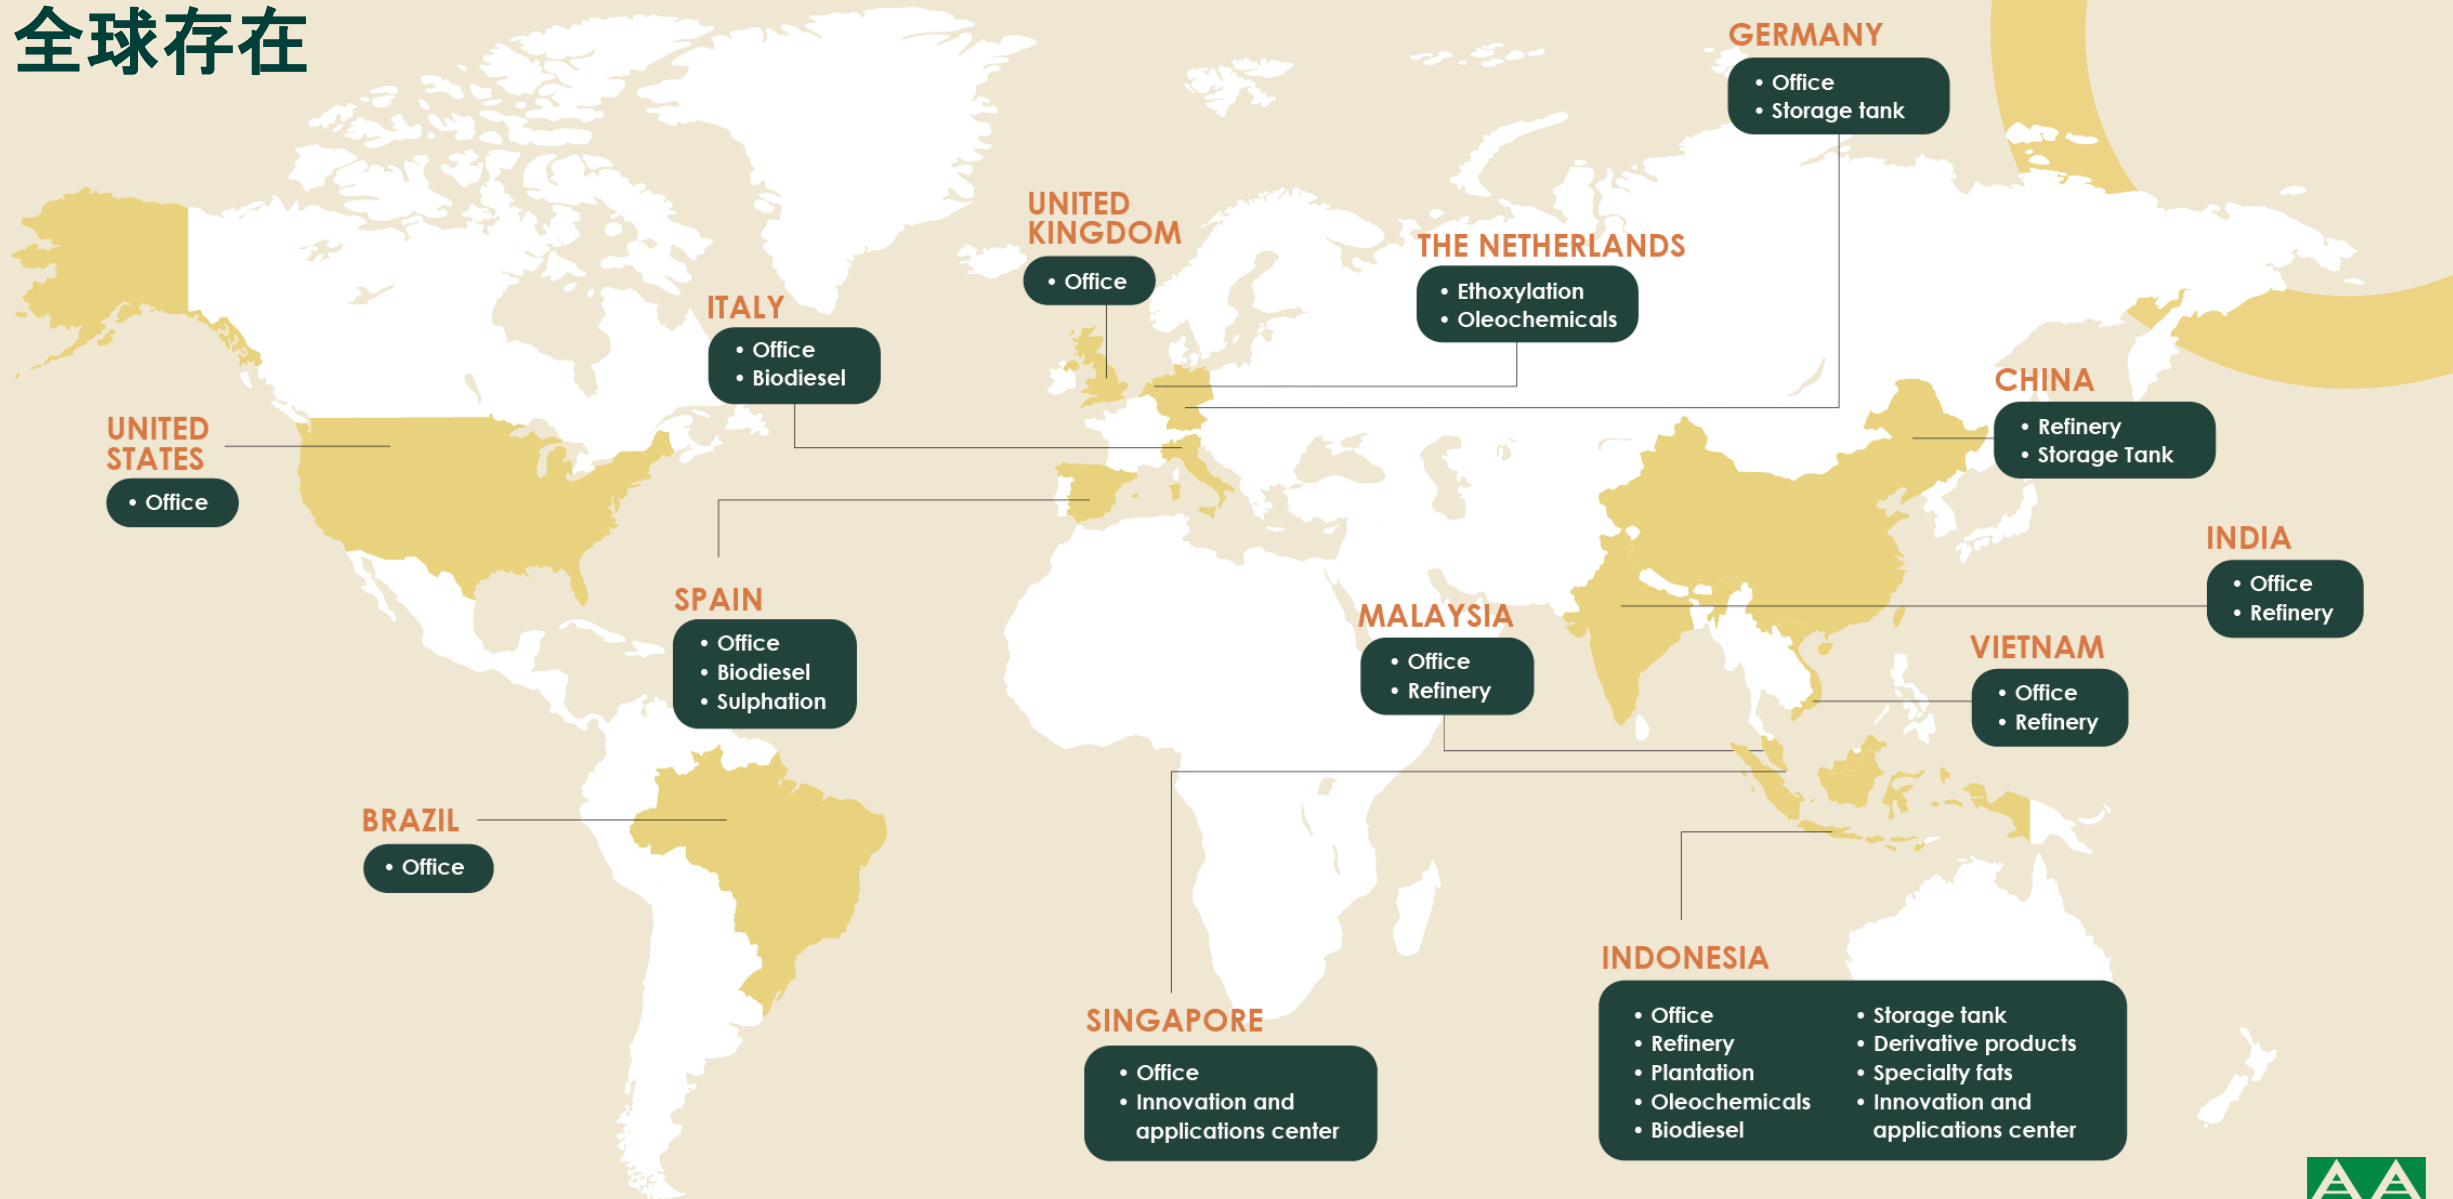 全球存在
GERMANY
• Office
• Storage tank
UNITED
KINGDOM
• Office
THE NETHERLANDS
• Ethoxylation
• Oleochemicals
ITALY
• Office
• Biodiesel
CHINA
• Refinery
• Storage Tank
UNITED
STATES
• Office
INDIA
• Office
• Refinery
SPAIN
• Office
• Biodiesel
• Sulphation
MALAYSIA
• Office
• Refinery
VIETNAM
• Office
• Refinery
BRAZIL
• Office
SINGAPORE
• Office
• Innovation and
applications center
INDONESIA
• Office
• Refinery
• Plantation
• Oleochemicals
• Biodiesel
• Storage tank
• Derivative products
• Specialty fats
• Innovation and
applications center